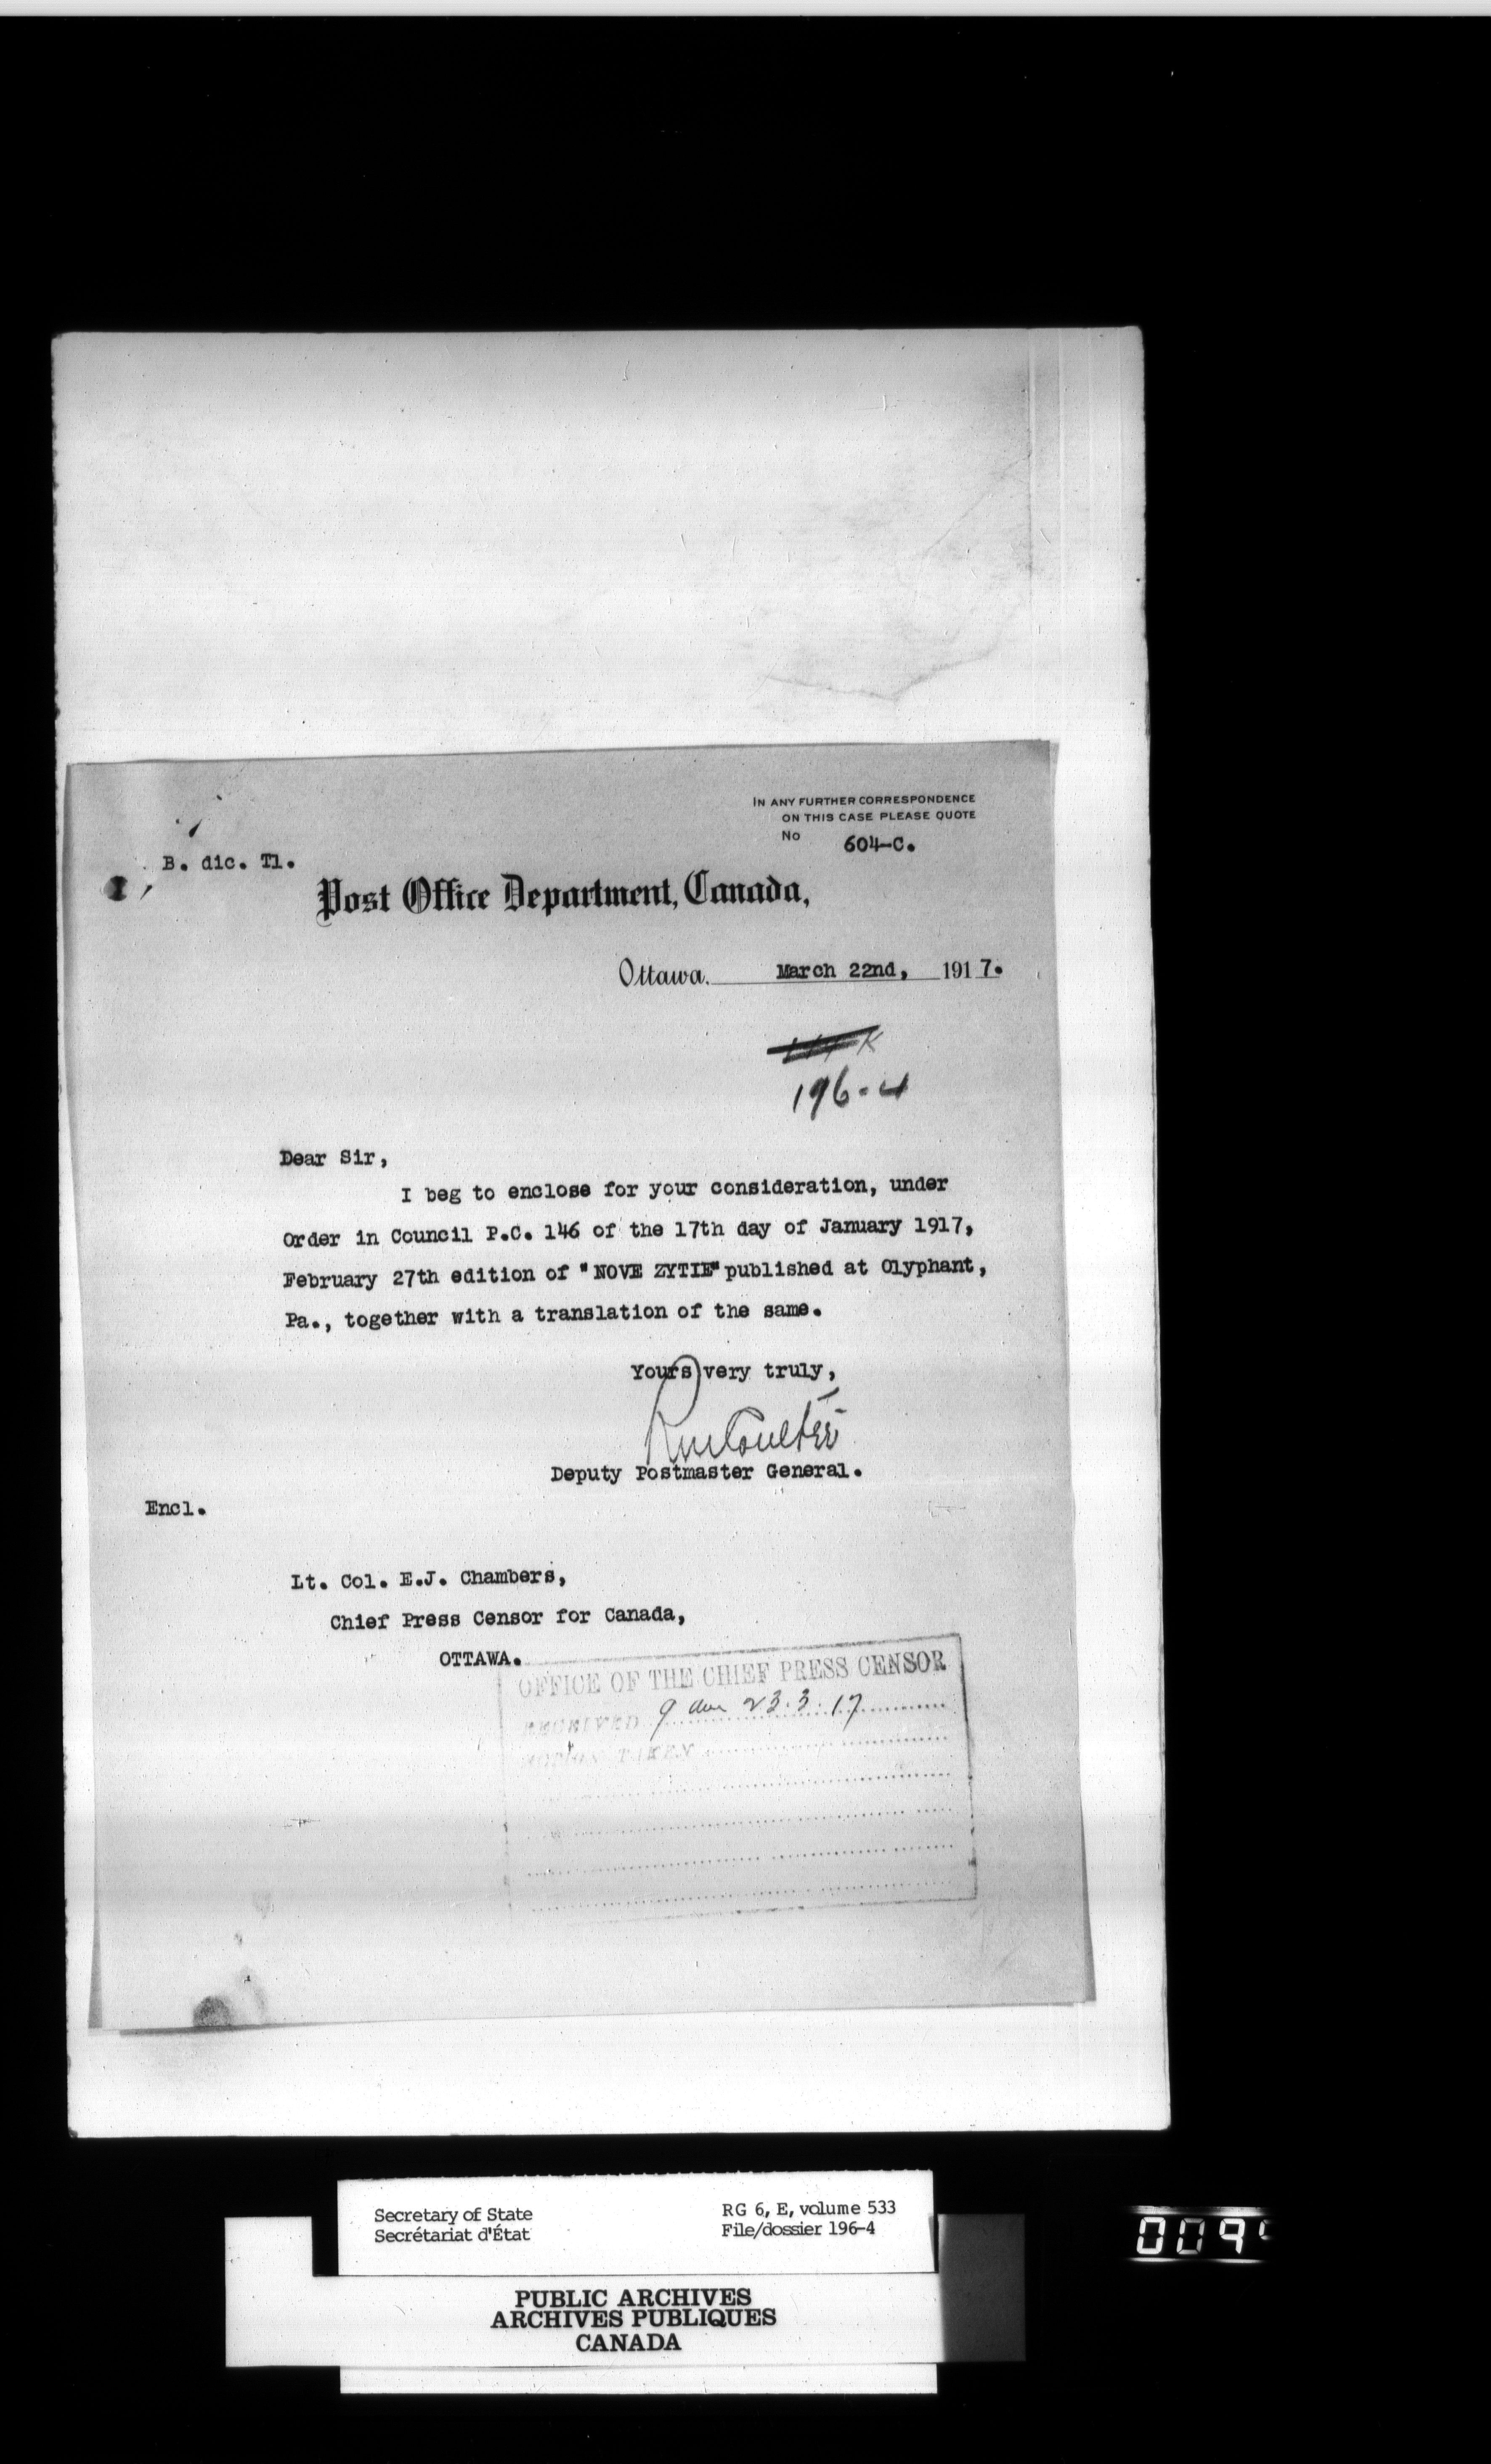 IN ANY FURTHER CORRESPONDENCE
ON THIS CASE PLEASE QUOTE
No 604-C.
B. dic. Tl.
Post Office Department, Canada,
Ottawa. March 22nd, 1917.
K
196-4
Dear Sir,
I beg to enclose for your consideration, under
Order in Council P.C. 146 of the 17th day of January 1917,
February 27th edition of "NOVE ZYTIE" published at Olyphant,
Pa., together with a translation of the same.
Yours very truly,
RmCoulter
Deputy Postmaster General.
Encl.
Lt. Col. E.J. Chambers,
Chief Press Censor for Canada,
OTTAWA.
OFFICE OF THE CHIEF PRESS CENSOR
RECEIVED 9 am 23.3.17
ACTION TAKEN
Secretary of State
Secrétariat d'État
RG 6, E, volume 533
File/dossier 196-4
PUBLIC ARCHIVES
ARCHIVES PUBLIQUES
CANADA
009